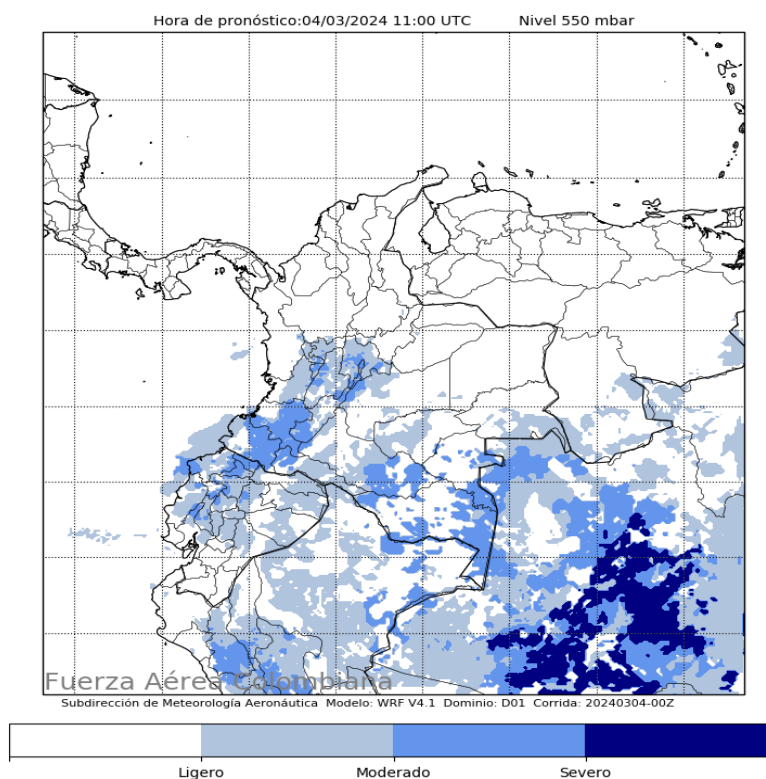 Hora de pronóstico:04/03/2024 11:00 UTC Nivel 550 mbar
Fuerza Aérea Colombiana
Subdirección de Meteorología Aeronáutica Modelo: WRF V4.1 Dominio: D01 Corrida: 20240304-00Z
Ligero Moderado Severo